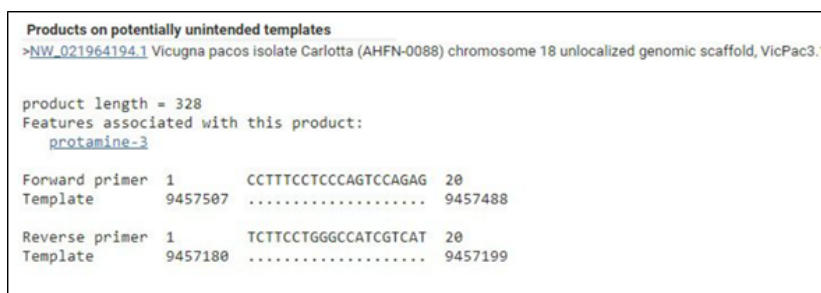 Products on potentially unintended templates
>NW_021964194.1 Vicugna pacos isolate Carlotta (AHFN-0088) chromosome 18 unlocalized genomic scaffold, VicPac3.
product length = 328
Features associated with this product:
protamine-3
Forward primer 1 CCTTTCCTCCCAGTCCAGAG 20
Template 9457507 .................... 9457488
Reverse primer 1 TCTTCCTGGGCCATCGTCAT 20
Template 9457180 .................... 9457199